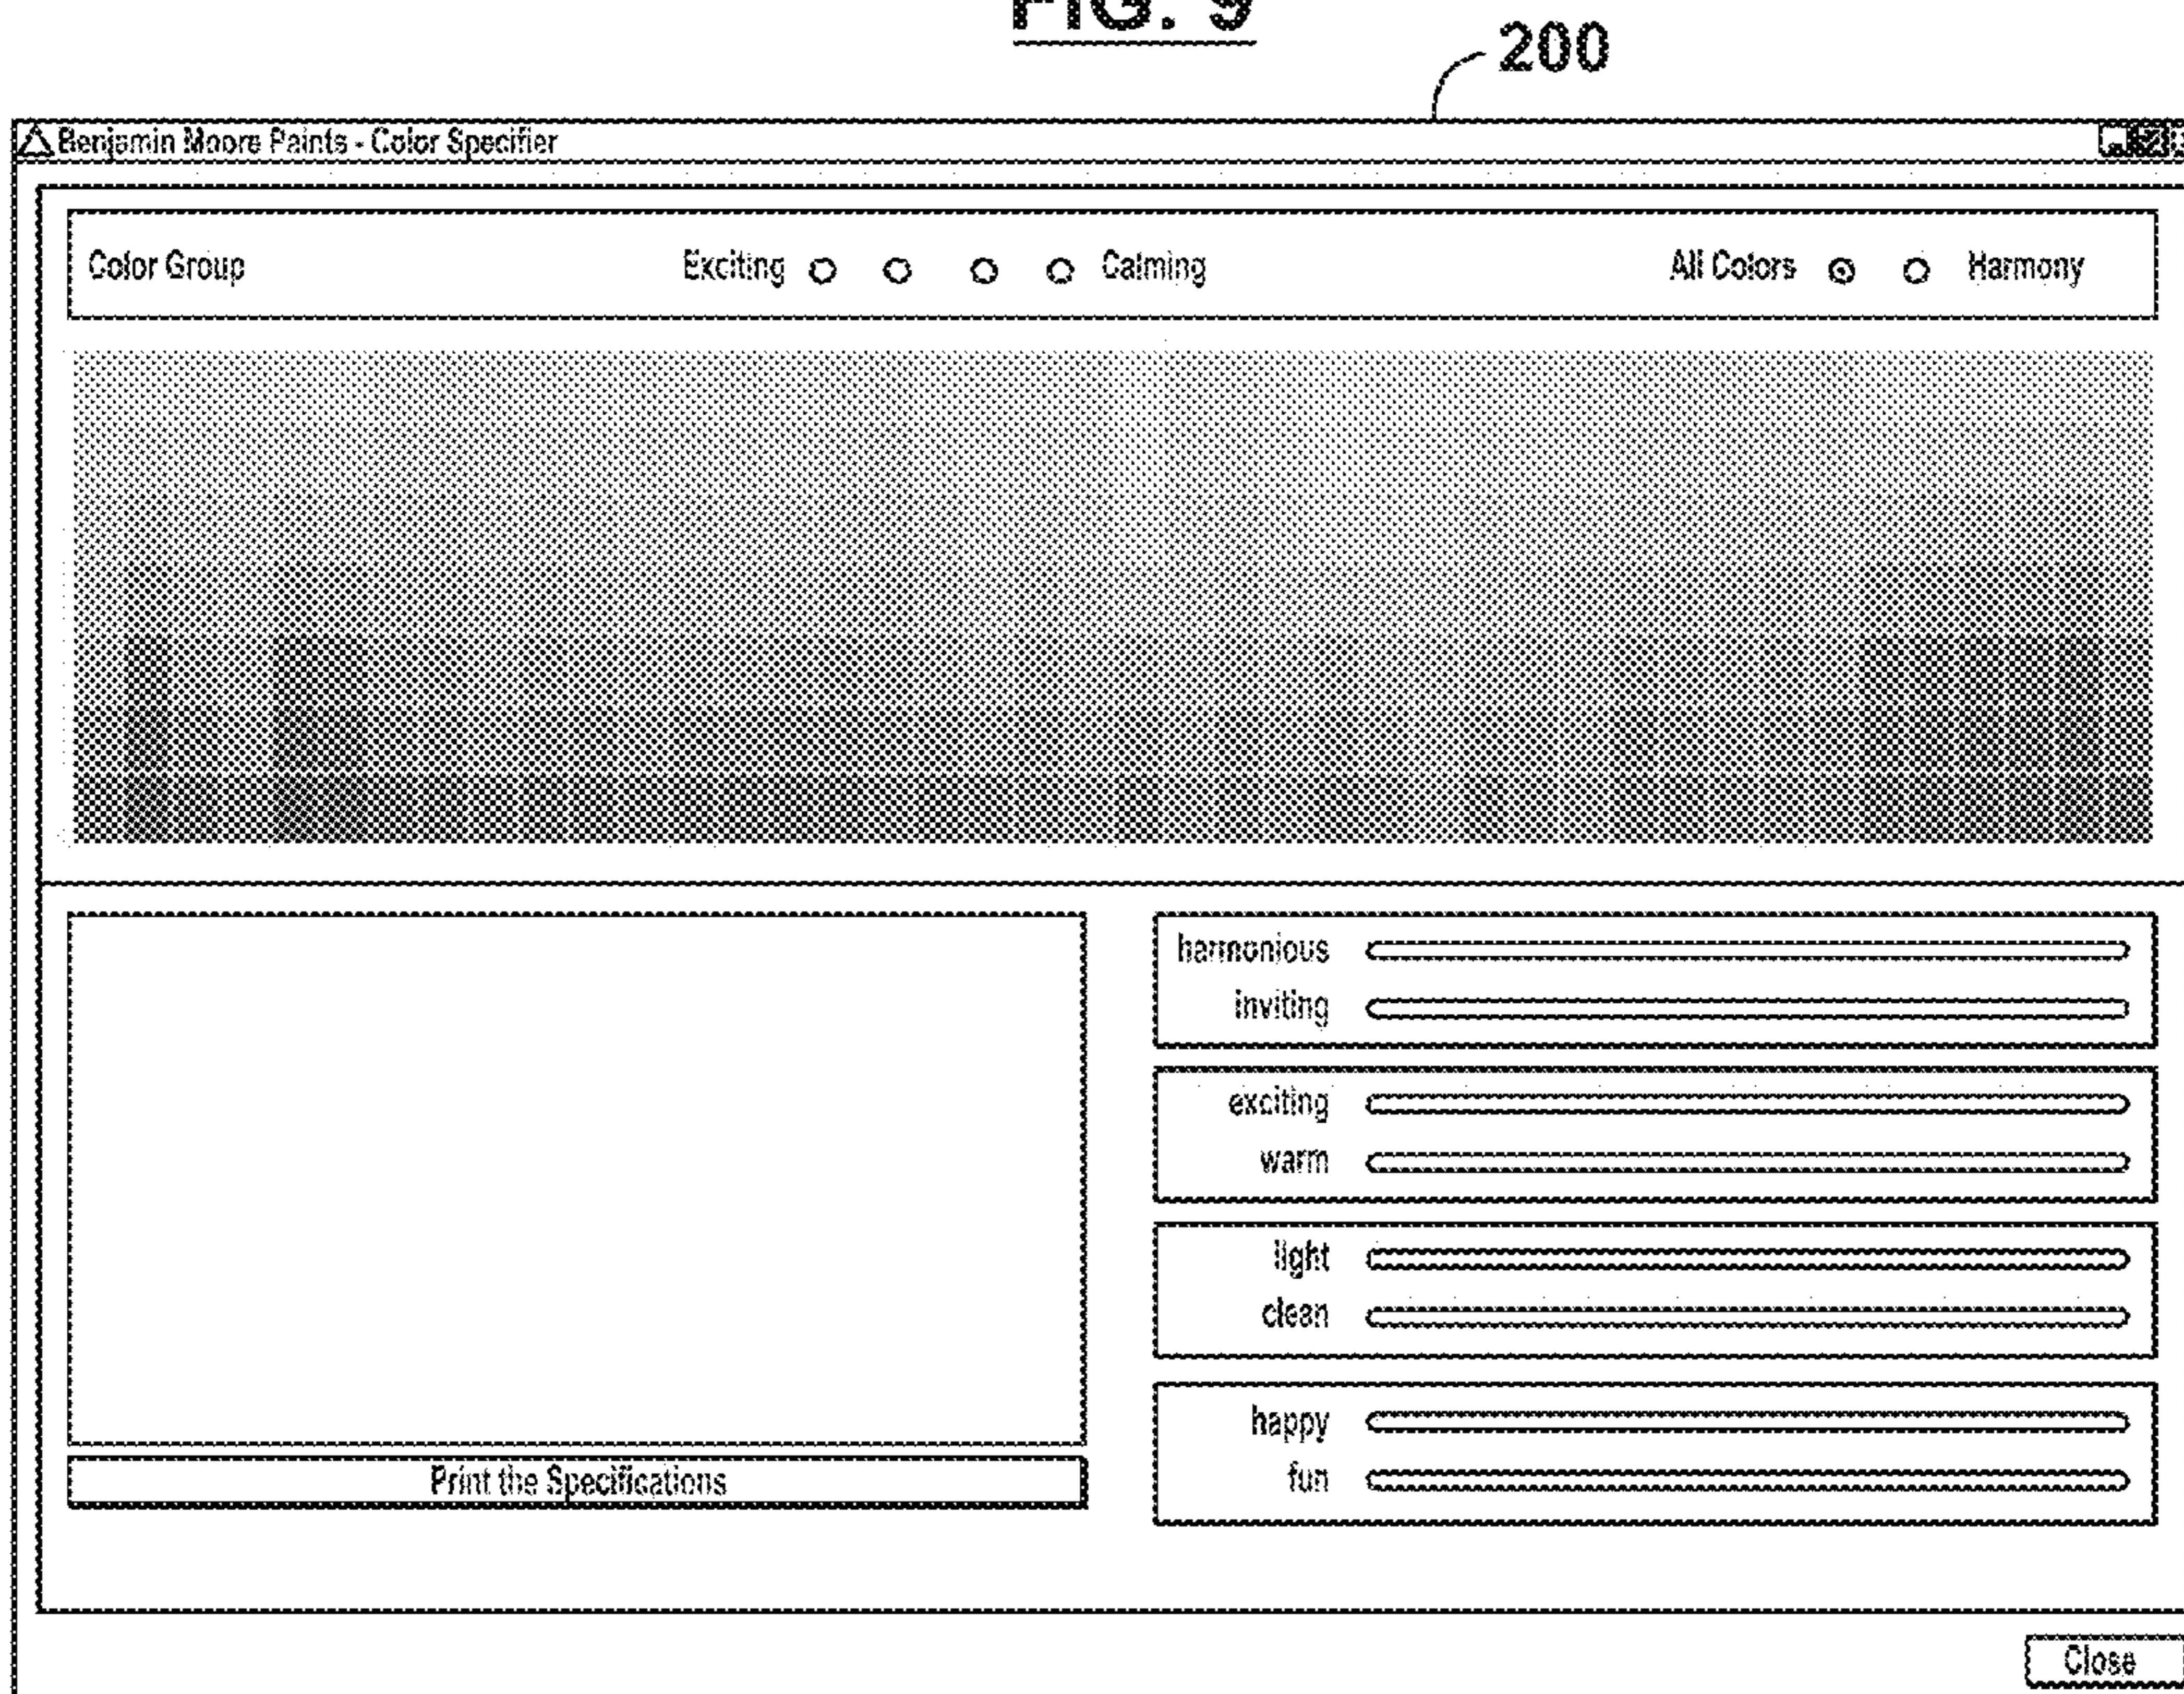 FIG. 9
200
Benjamin Moore Paints - Color Specifier
Color Group Exciting Calming All Colors Harmony
harmonious
inviting
exciting
warm
light
clean
happy
fun
Print the Specifications
Close